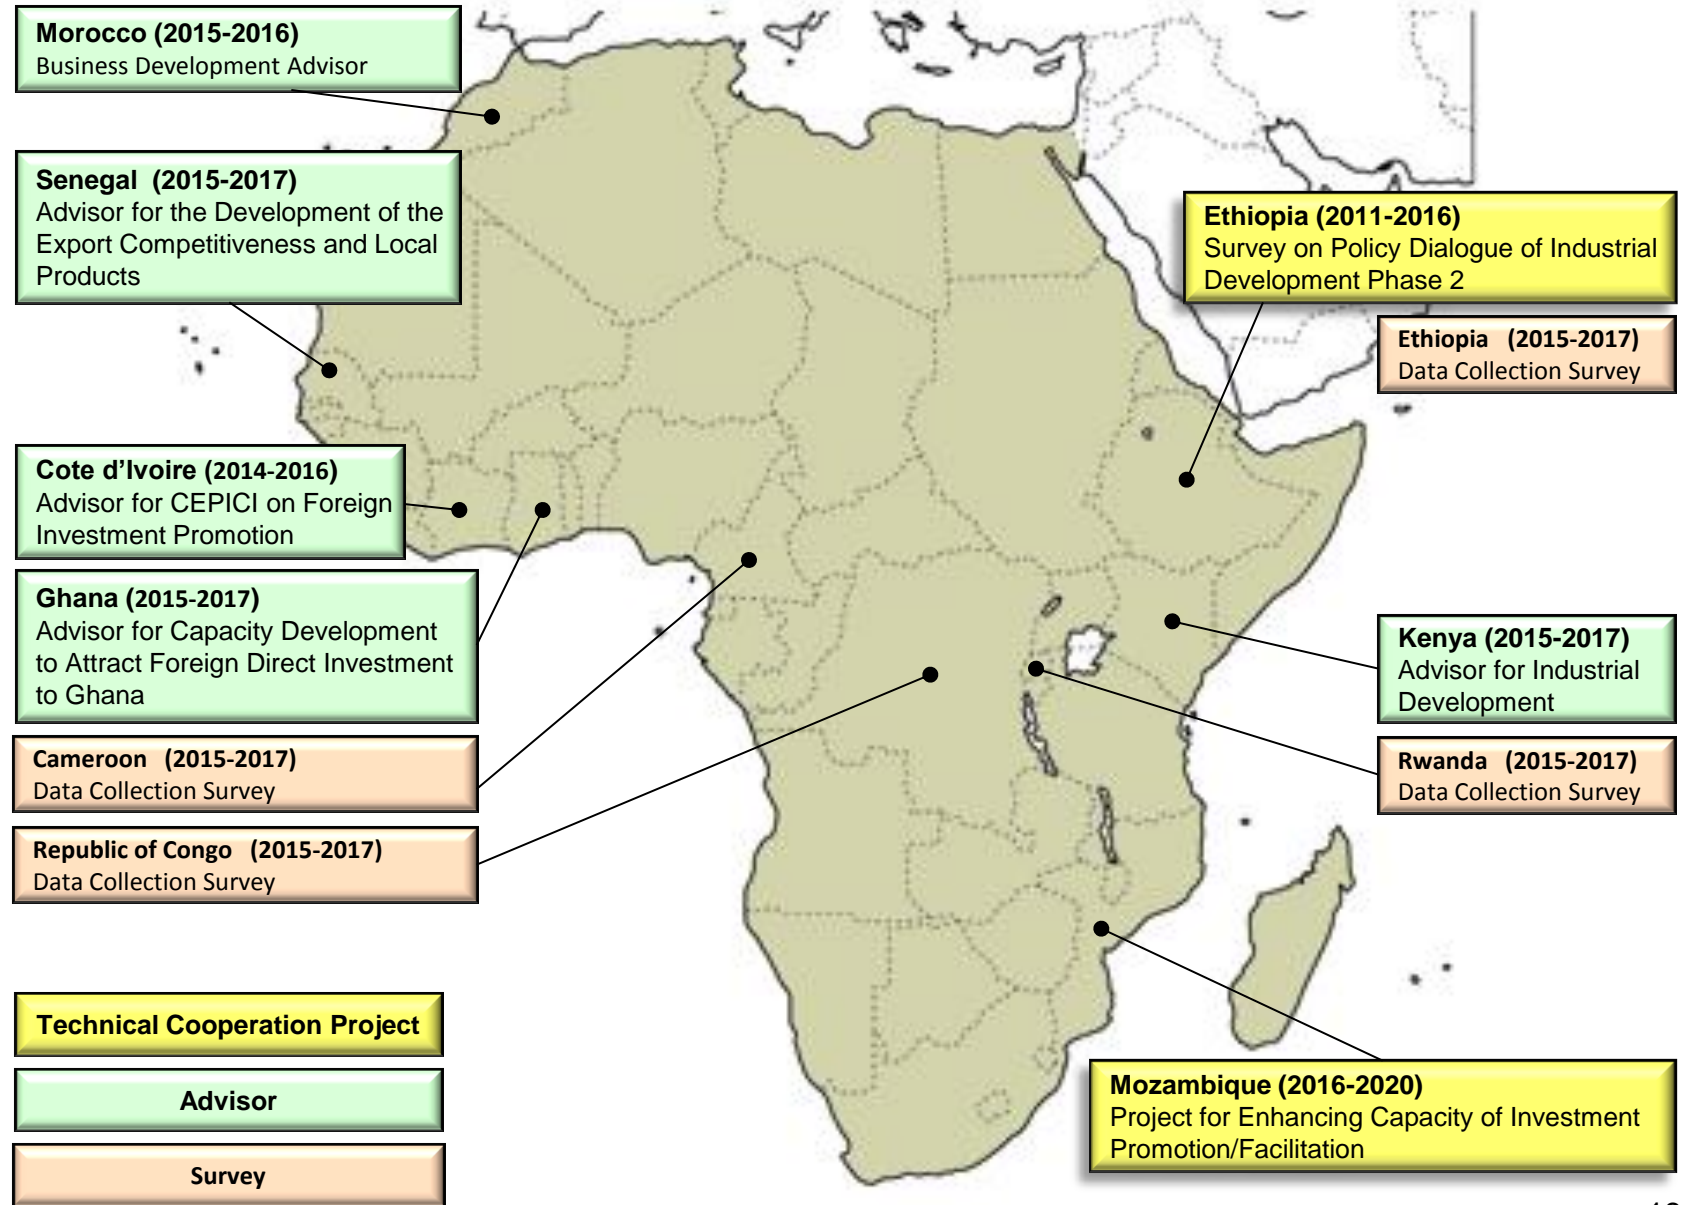 Morocco (2015-2016)
Business Development Advisor
Senegal (2015-2017)
Advisor for the Development of the
Export Competitiveness and Local
Products
Cote d’Ivoire (2014-2016)
Advisor for CEPICI on Foreign
Investment Promotion
Ghana (2015-2017)
Advisor for Capacity Development
to Attract Foreign Direct Investment
to Ghana
Cameroon (2015-2017)
Data Collection Survey
Republic of Congo (2015-2017)
Data Collection Survey
Technical Cooperation Project
Advisor
Survey
Ethiopia (2011-2016)
Survey on Policy Dialogue of Industrial
Development Phase 2
Ethiopia (2015-2017)
Data Collection Survey
Kenya (2015-2017)
Advisor for Industrial
Development
Rwanda (2015-2017)
Data Collection Survey
Mozambique (2016-2020)
Project for Enhancing Capacity of Investment
Promotion/Facilitation